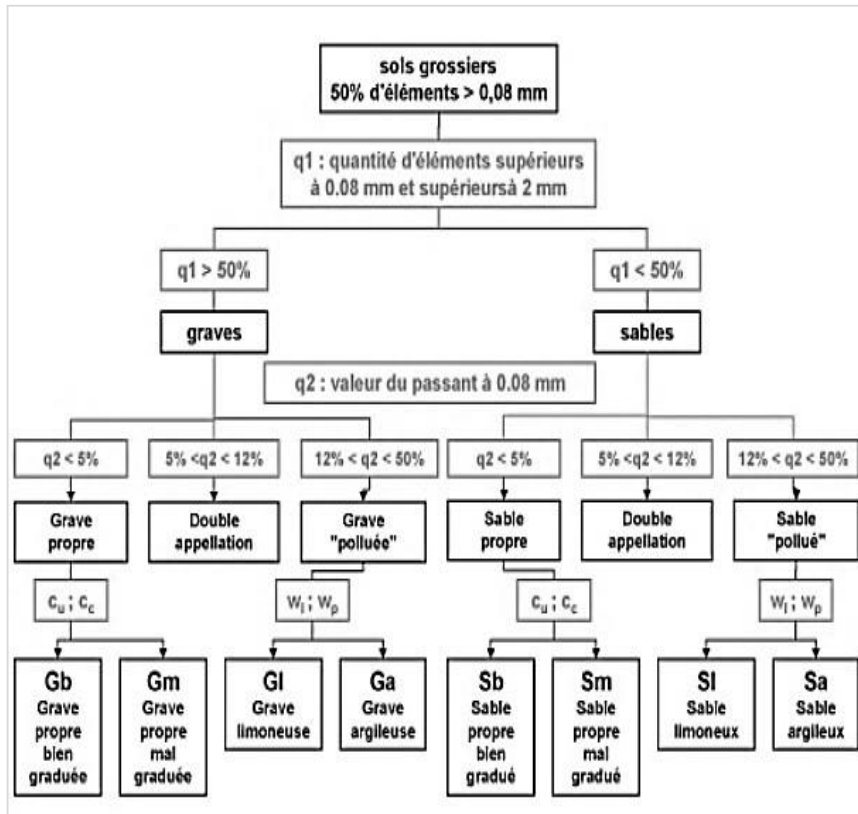 sols grossiers
50% d'éléments > 0,08 mm
q1 : quantité d'éléments supérieurs
à 0.08 mm et supérieursà 2 mm
q1 > 50%
q1 < 50%
graves
sables
q2 : valeur du passant à 0.08 mm
q2 < 5%
5% <q2 < 12%
12% < q2 < 50%
q2 < 5%
5% <q2 < 12%
12% < q2 < 50%
Grave
propre
Double
appellation
Grave
"polluée"
Sable
propre
Double
appellation
Sable
"pollué"
cu ; cc
wl ; wp
cu ; cc
wl ; wp
Gb
Grave
propre
bien
graduée
Gm
Grave
propre
mal
graduée
Gl
Grave
limoneuse
Ga
Grave
argileuse
Sb
Sable
propre
bien
gradué
Sm
Sable
propre
mal
gradué
Sl
Sable
limoneux
Sa
Sable
argileux